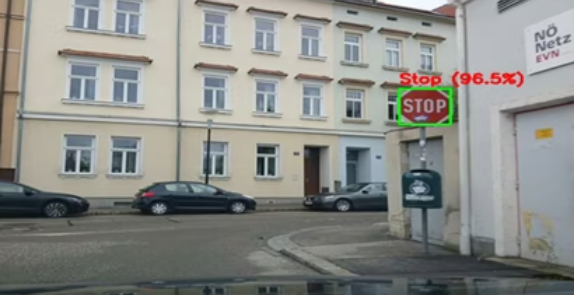 NÖ
Netz
EVN
Stop (96.5%)
STOP